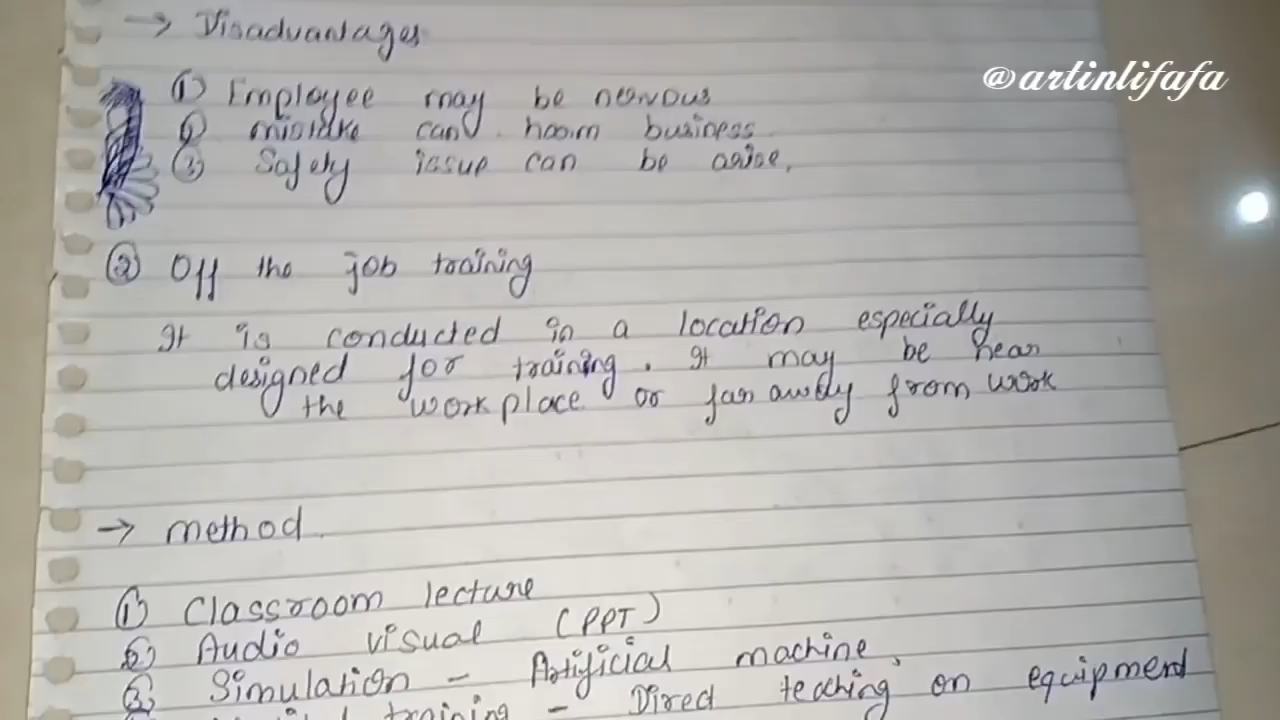 → Disadvantages
@artinlifafa
① Employee may be nervous
② mistake can harm business
③ Safety issue can be arise.
② Off the job training
It is conducted in a location especially
designed for training. It may be near
the workplace or far away from work
→ method
① Classroom lecture
② Audio visual (PPT)
③ Simulation - Artificial machine
training - Direct teaching on equipment